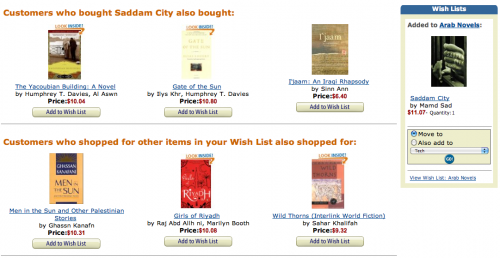 Customers who bought Saddam City also bought:
LOOK INSIDE!
LOOK INSIDE!
LOOK INSIDE!
GATE OF THE SUN
I'jaam
The Yacoubian Building: A Novel
by Humphrey T. Davies, Al Aswn
Price:$10.04
Add to Wish List
Gate of the Sun
by Ilys Khr, Humphrey T. Davies
Price:$10.80
Add to Wish List
I'jaam: An Iraqi Rhapsody
by Sinn Ann
Price:$6.40
Add to Wish List
Customers who shopped for other items in your Wish List also shopped for:
LOOK INSIDE!
LOOK INSIDE!
GHASSAN
KANAFANI
MEN IN
THE SUN
RIYADH
Men in the Sun and Other Palestinian
Stories
by Ghassn Kanafn
Price:$10.31
Add to Wish List
Girls of Riyadh
by Raj Abd Allh ni, Marilyn Booth
Price:$10.08
Add to Wish List
Wild Thorns (Interlink World Fiction)
by Sahar Khalifah
Price:$9.32
Add to Wish List
Wish Lists
Added to Arab Novels:
Saddam City
by Mamd Sad
$11.07- Quantity:1
Move to
Also add to
Tech
GO!
View Wish List: Arab Novels